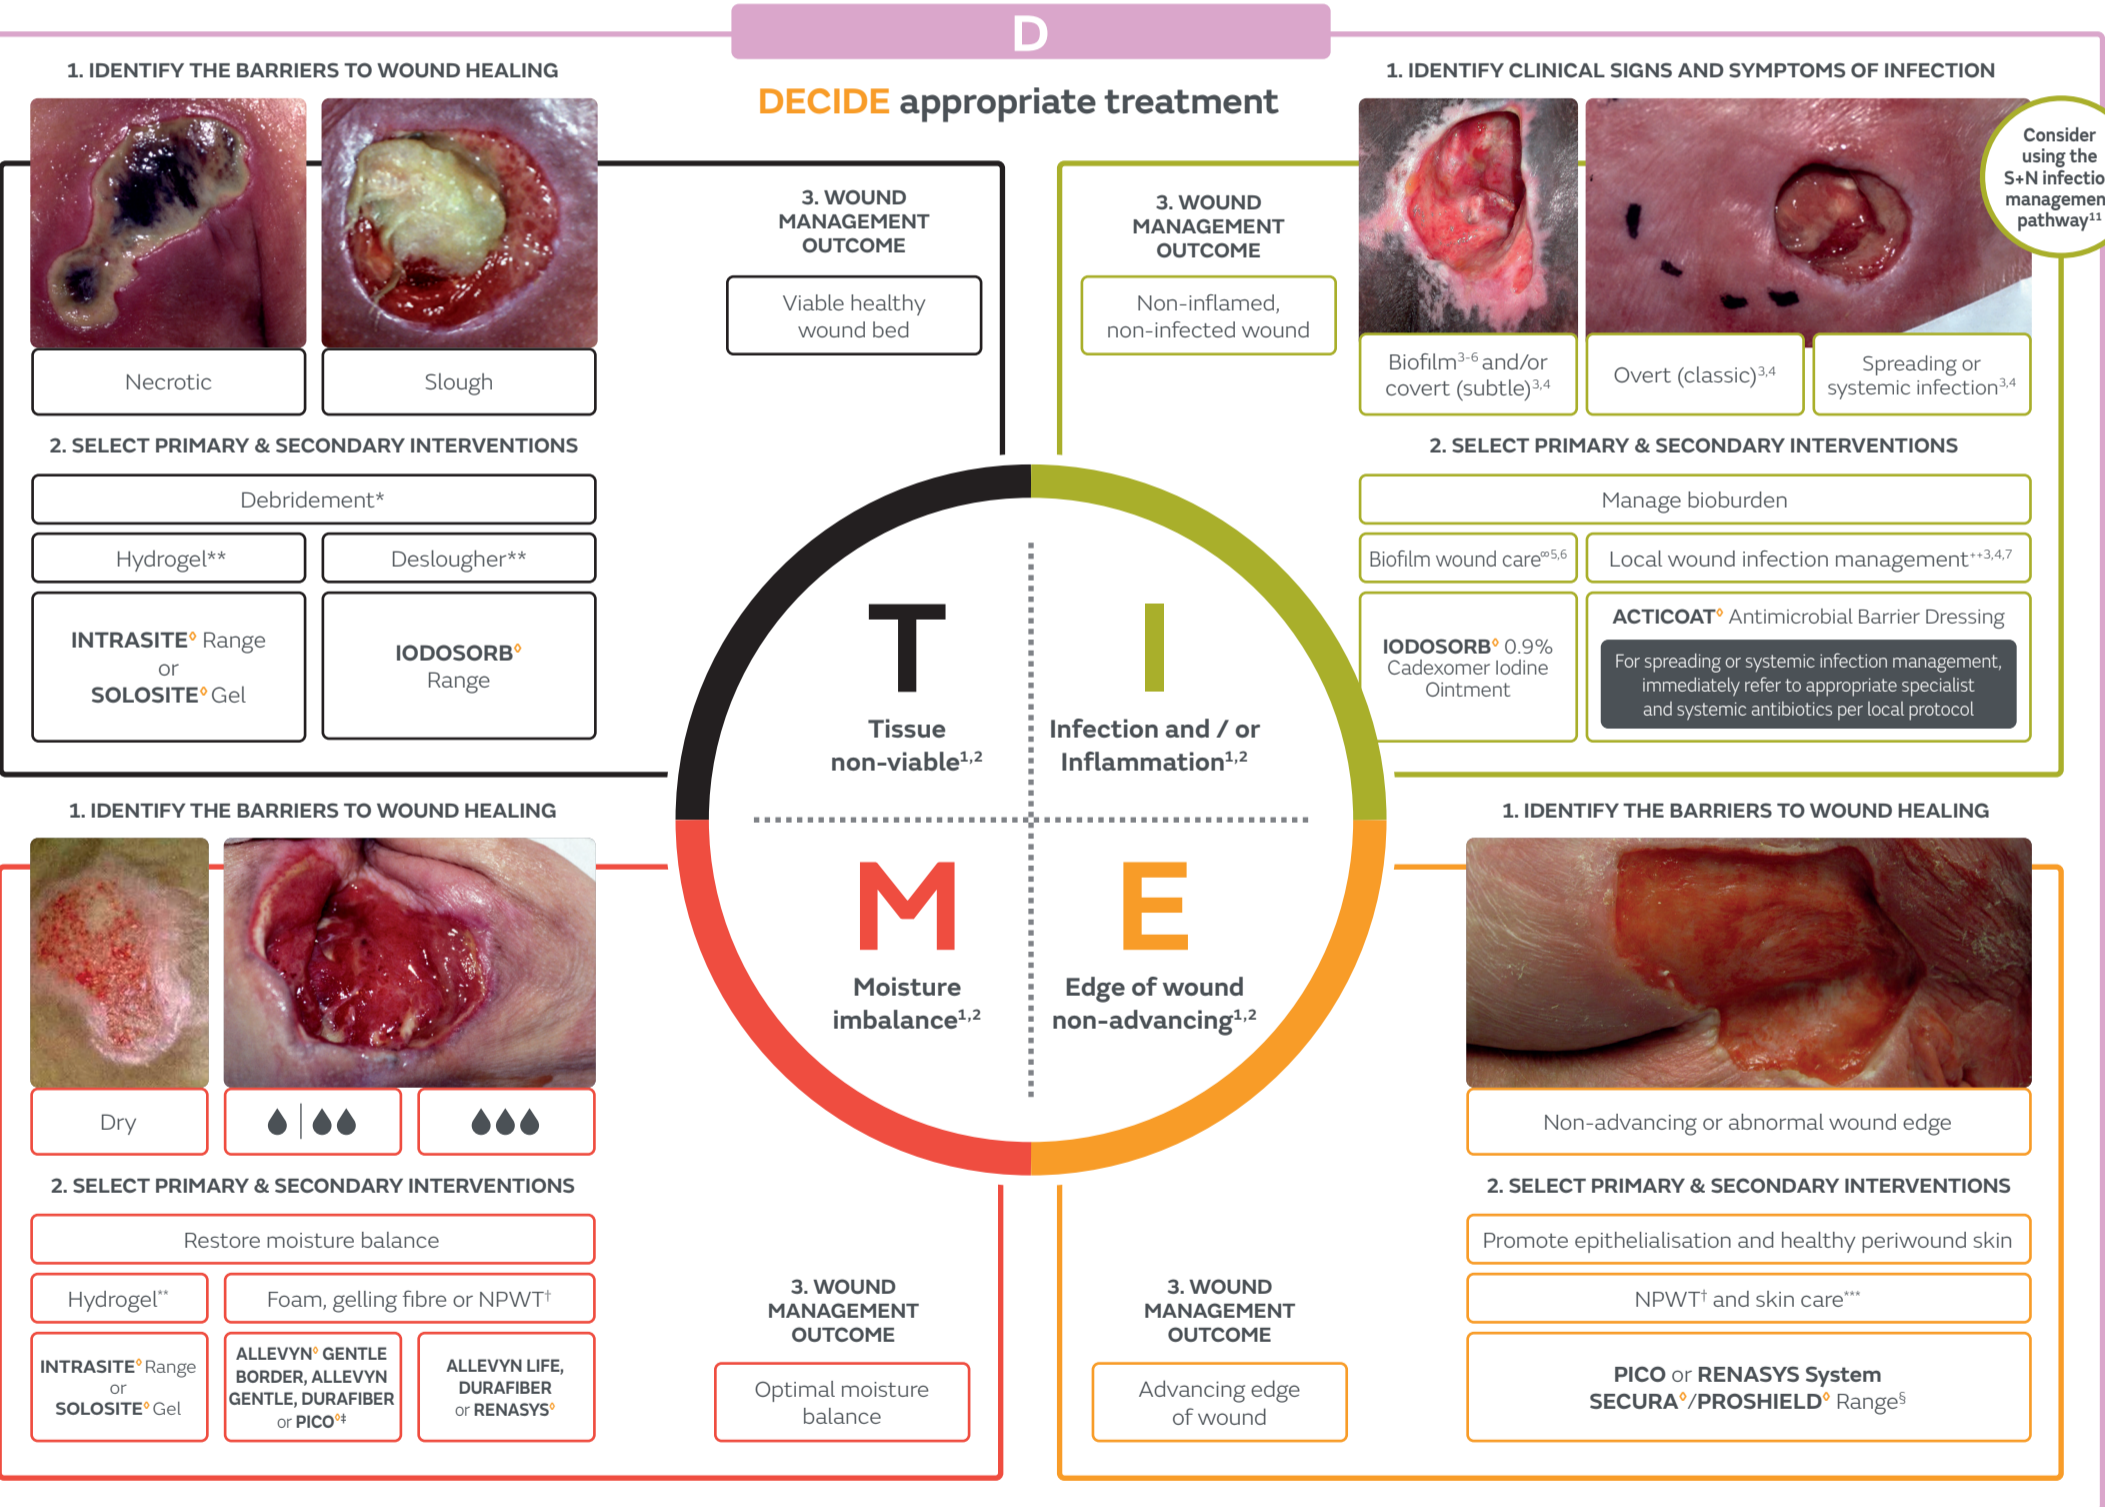 D
DECIDE appropriate treatment
1. IDENTIFY THE BARRIERS TO WOUND HEALING
Necrotic
Slough
2. SELECT PRIMARY & SECONDARY INTERVENTIONS
Debridement*
Hydrogel**
Deslougher**
INTRASITE◊ Range
or
SOLOSITE◊ Gel
IODOSORB◊
Range
3. WOUND
MANAGEMENT
OUTCOME
Viable healthy
wound bed
1. IDENTIFY CLINICAL SIGNS AND SYMPTOMS OF INFECTION
Consider
using the
S+N infectio
managemen
pathway11
3. WOUND
MANAGEMENT
OUTCOME
Non-inflamed,
non-infected wound
Biofilm3-6 and/or
covert (subtle)3,4
Overt (classic)3,4
Spreading or
systemic infection3,4
2. SELECT PRIMARY & SECONDARY INTERVENTIONS
Manage bioburden
Biofilm wound care∞5,6
Local wound infection management++3,4,7
IODOSORB◊ 0.9%
Cadexomer Iodine
Ointment
ACTICOAT◊ Antimicrobial Barrier Dressing
For spreading or systemic infection management,
immediately refer to appropriate specialist
and systemic antibiotics per local protocol
T
Tissue
non-viable1,2
I
Infection and / or
Inflammation1,2
M
Moisture
imbalance1,2
E
Edge of wound
non-advancing1,2
1. IDENTIFY THE BARRIERS TO WOUND HEALING
Dry
2. SELECT PRIMARY & SECONDARY INTERVENTIONS
Restore moisture balance
Hydrogel**
Foam, gelling fibre or NPWT†
INTRASITE◊ Range
or
SOLOSITE◊ Gel
ALLEVYN◊ GENTLE
BORDER, ALLEVYN
GENTLE, DURAFIBER
or PICO◊‡
ALLEVYN LIFE,
DURAFIBER
or RENASYS◊
3. WOUND
MANAGEMENT
OUTCOME
Optimal moisture
balance
1. IDENTIFY THE BARRIERS TO WOUND HEALING
Non-advancing or abnormal wound edge
2. SELECT PRIMARY & SECONDARY INTERVENTIONS
Promote epithelialisation and healthy periwound skin
NPWT† and skin care***
PICO or RENASYS System
SECURA◊/PROSHIELD◊ Range§
3. WOUND
MANAGEMENT
OUTCOME
Advancing edge
of wound